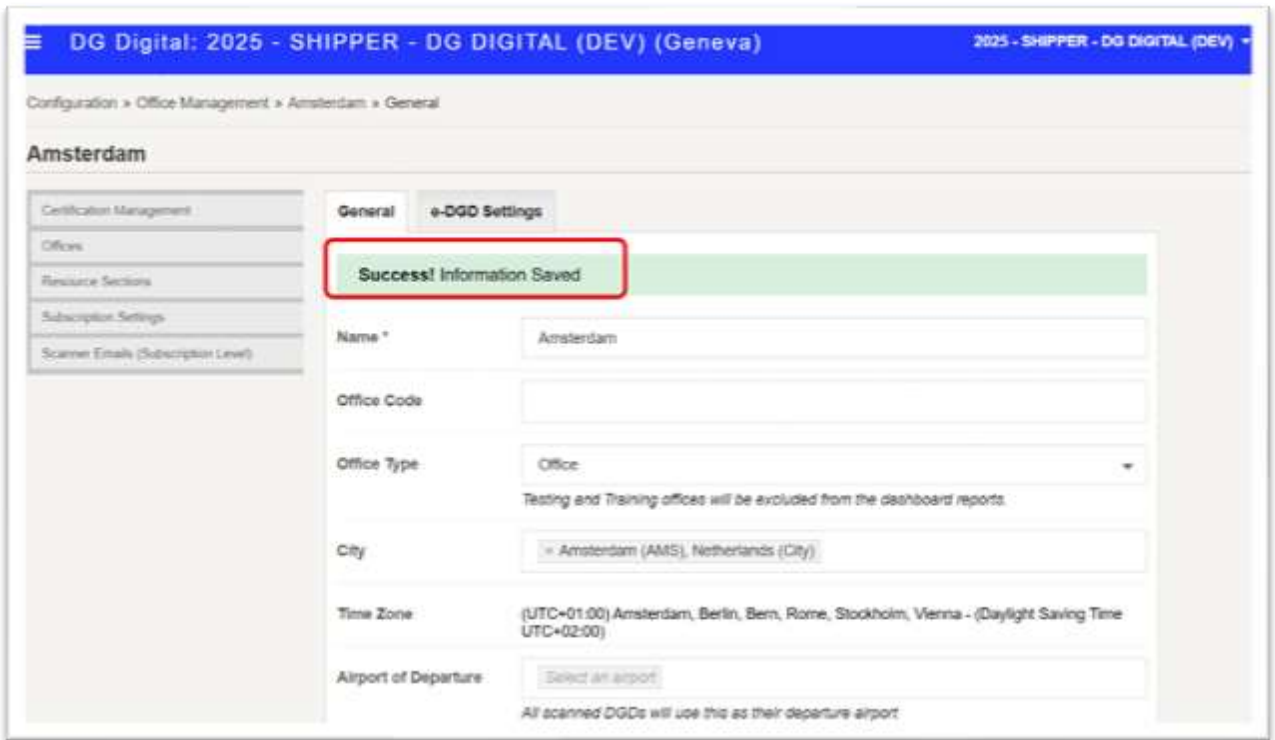 DG Digital: 2025 - SHIPPER - DG DIGITAL (DEV) (Geneva)
2025 - SHIPPER - DG DIGITAL (DEV)
Configuration » Office Management » Amsterdam » General
Amsterdam
Certification Management
Offices
Resource Sections
Subscription Settings
Scanner Emails (Subscription Level)
General
e-DGD Settings
Success! Information Saved
Name *
Amsterdam
Office Code
Office Type
Office
Testing and Training offices will be excluded from the dashboard reports.
City
× Amsterdam (AMS), Netherlands (City)
Time Zone
(UTC+01:00) Amsterdam, Berlin, Bern, Rome, Stockholm, Vienna - (Daylight Saving Time
UTC+02:00)
Airport of Departure
Select an airport
All scanned DGDs will use this as their departure airport